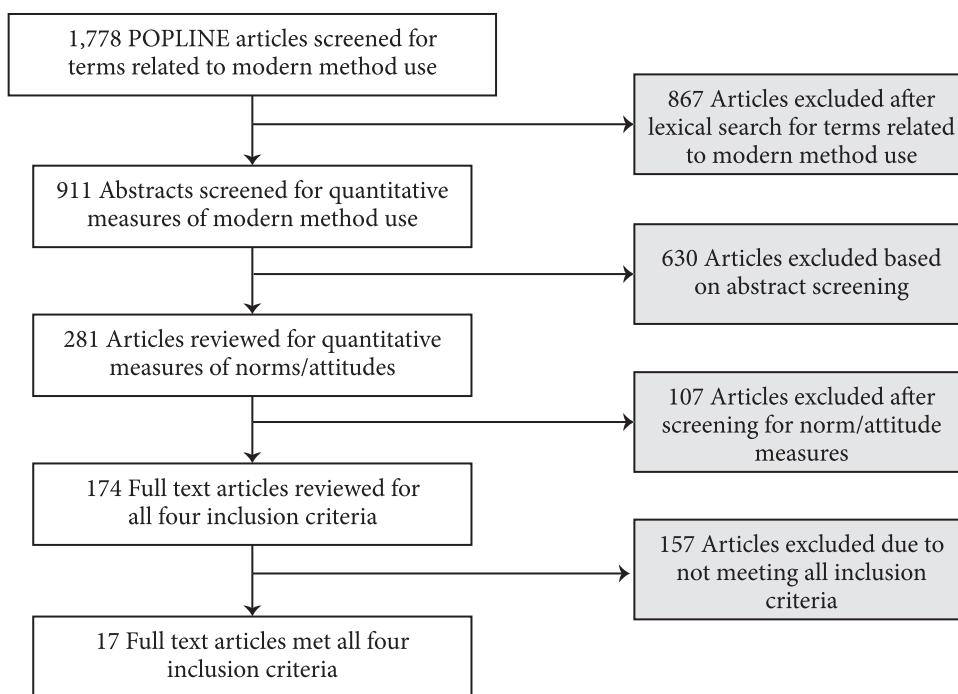 1,778 POPLINE articles screened for
terms related to modern method use
867 Articles excluded after
lexical search for terms related
to modern method use
911 Abstracts screened for quantitative
measures of modern method use
630 Articles excluded based
on abstract screening
281 Articles reviewed for quantitative
measures of norms/attitudes
107 Articles excluded after
screening for norm/attitude
measures
174 Full text articles reviewed for
all four inclusion criteria
157 Articles excluded due to
not meeting all inclusion
criteria
17 Full text articles met all four
inclusion criteria